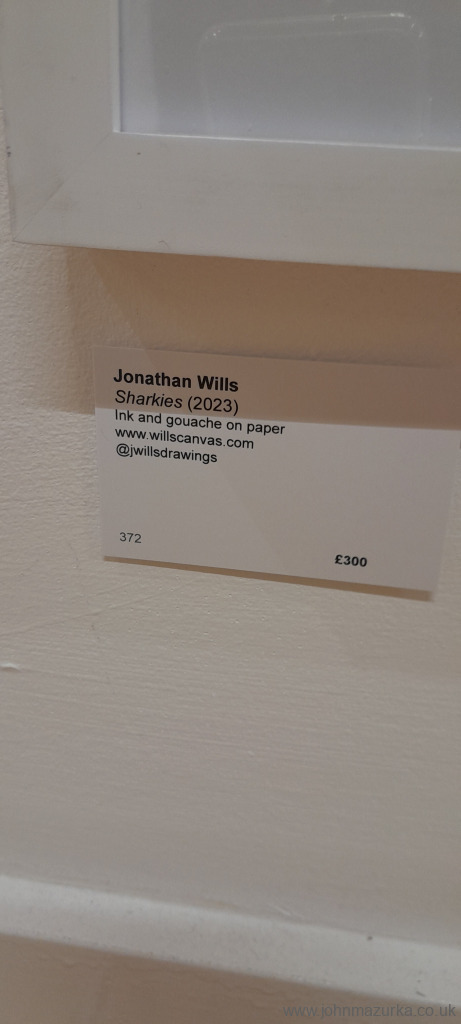 Jonathan Wills
Sharkies (2023)
Ink and gouache on paper
www.willscanvas.com
@jwillsdrawings
372
£300
www.johnmazurka.co.uk